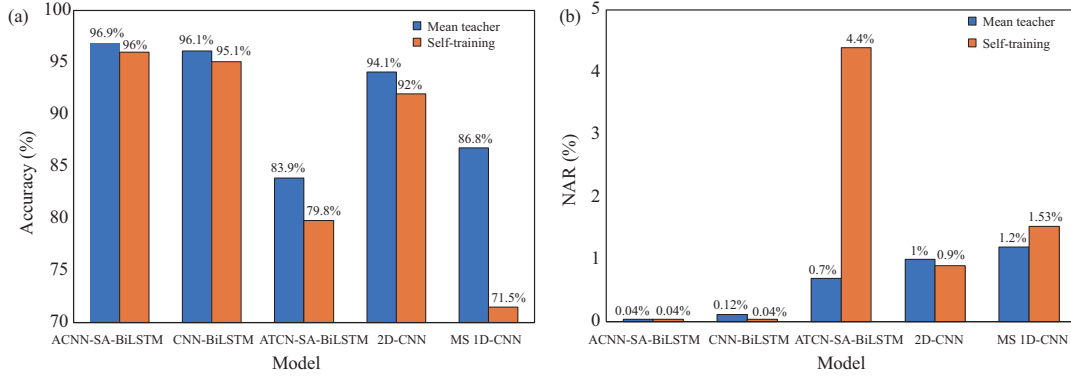 (a)
Accuracy (%)
100
95
90
85
80
75
70
Mean teacher
Self-training
96.9%
96%
96.1%
95.1%
83.9%
79.8%
94.1%
92%
86.8%
71.5%
ACNN-SA-BiLSTM CNN-BiLSTM ATCN-SA-BiLSTM 2D-CNN MS 1D-CNN
Model
(b)
NAR (%)
5
4
3
2
1
0
Mean teacher
Self-training
0.04%
0.04%
0.12%
0.04%
0.7%
4.4%
1%
0.9%
1.2%
1.53%
ACNN-SA-BiLSTM CNN-BiLSTM ATCN-SA-BiLSTM 2D-CNN MS 1D-CNN
Model